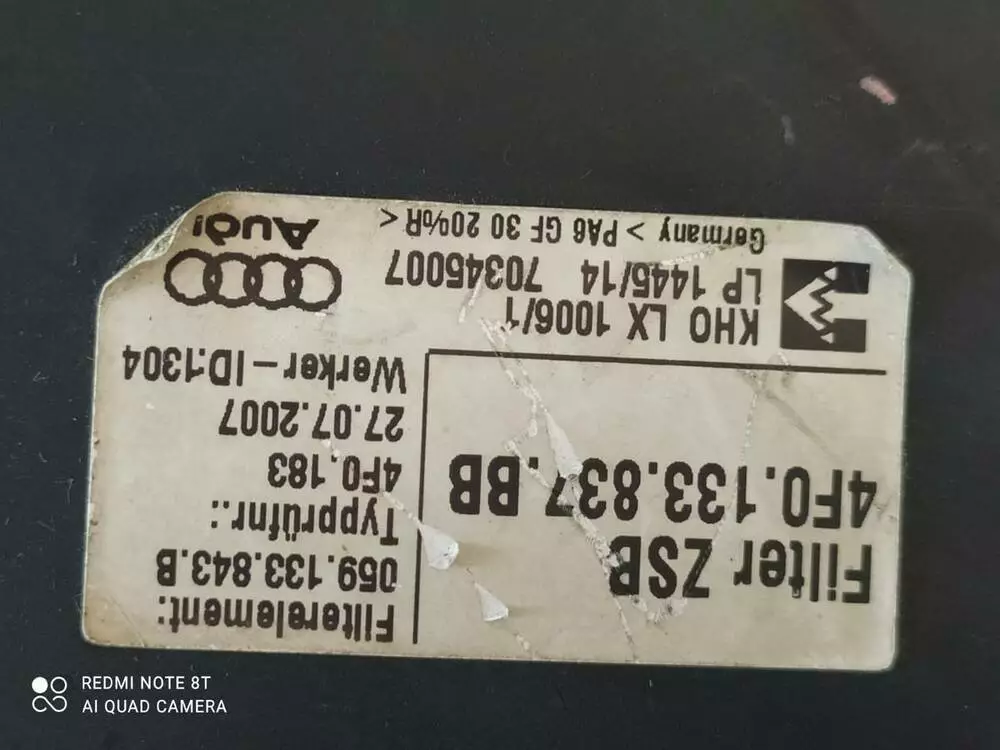 Filter ZSB
4F0.133.837.BB
Filterelement:
059.133.843.B
Typprüfnr.:
4F0.183
27.07.2007
Werker-ID:1304
KHO LX 1006/1
LP 1445/14 70345007
Germany > PA6 GF 30 20%R <
Audi
REDMI NOTE 8T
AI QUAD CAMERA